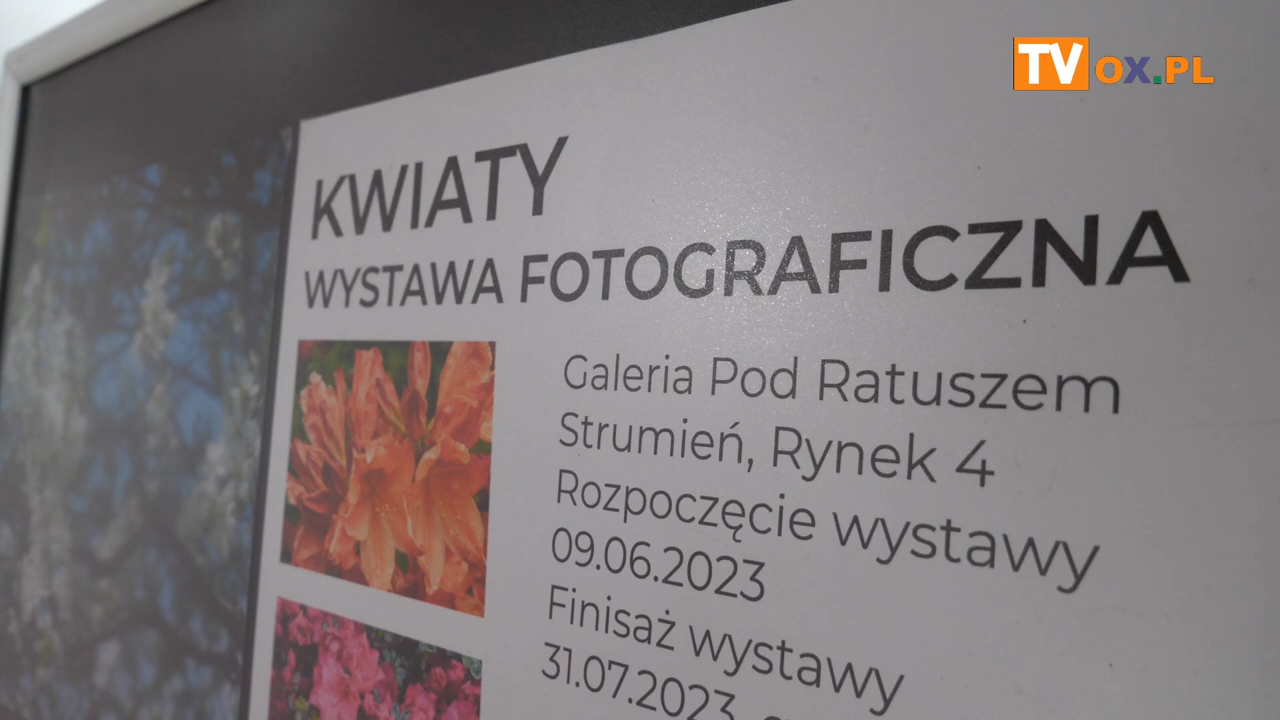 TVOX.PL
KWIATY
WYSTAWA FOTOGRAFICZNA
Galeria Pod Ratuszem
Strumień, Rynek 4
Rozpoczęcie wystawy
09.06.2023
Finisaż wystawy
31.07.2023,